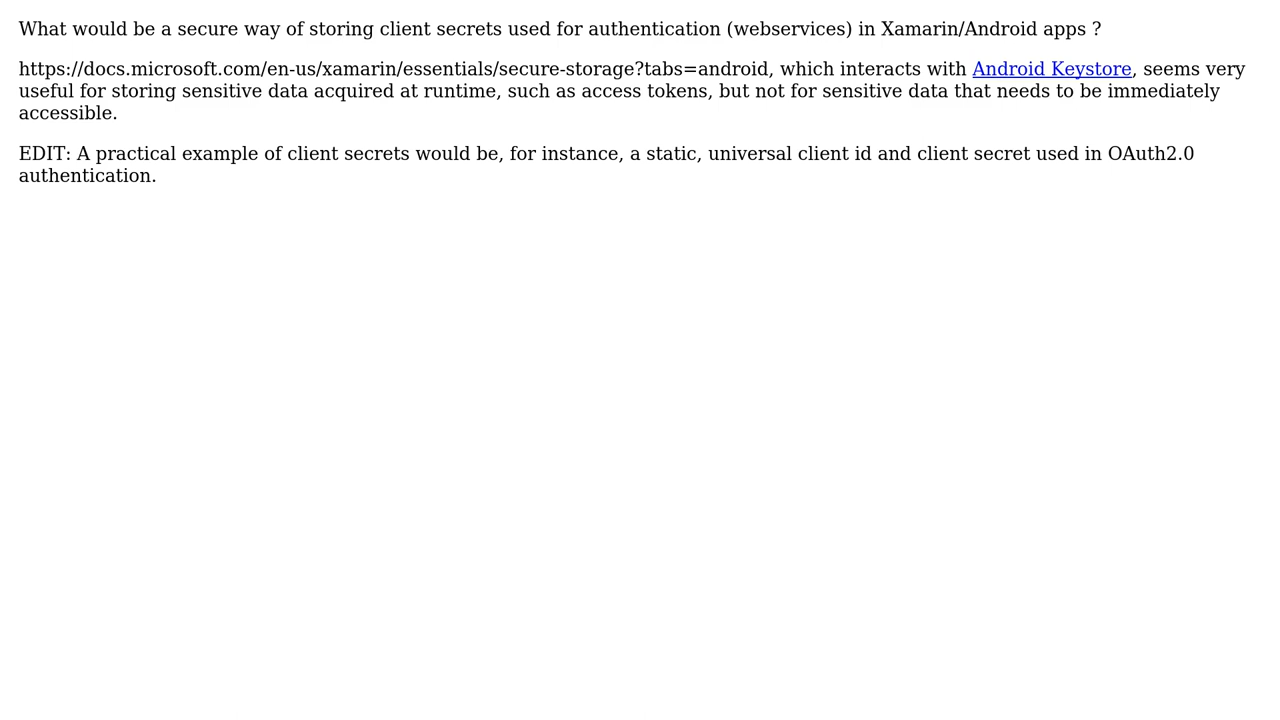 What would be a secure way of storing client secrets used for authentication (webservices) in Xamarin/Android apps ?
https://docs.microsoft.com/en-us/xamarin/essentials/secure-storage?tabs=android, which interacts with Android Keystore, seems very
useful for storing sensitive data acquired at runtime, such as access tokens, but not for sensitive data that needs to be immediately
accessible.
EDIT: A practical example of client secrets would be, for instance, a static, universal client id and client secret used in OAuth2.0
authentication.